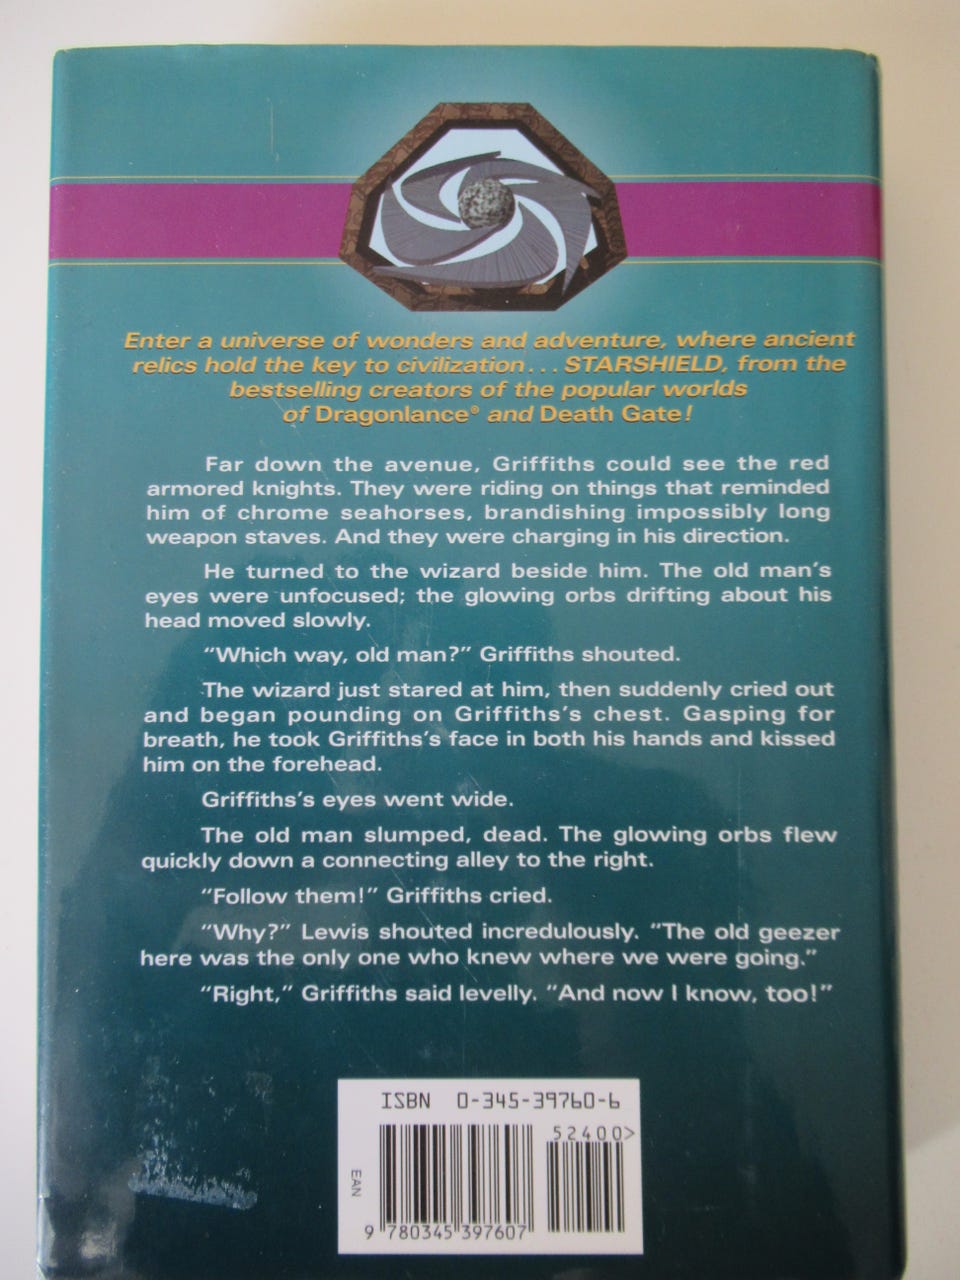 Enter a universe of wonders and adventure, where ancient
relics hold the key to civilization... STARSHIELD, from the
bestselling creators of the popular worlds
of Dragonlance® and Death Gate!
Far down the avenue, Griffiths could see the red
armored knights. They were riding on things that reminded
him of chrome seahorses, brandishing impossibly long
weapon staves. And they were charging in his direction.
He turned to the wizard beside him. The old man's
eyes were unfocused; the glowing orbs drifting about his
head moved slowly.
"Which way, old man?" Griffiths shouted.
The wizard just stared at him, then suddenly cried out
and began pounding on Griffiths's chest. Gasping for
breath, he took Griffiths's face in both his hands and kissed
him on the forehead.
Griffiths's eyes went wide.
The old man slumped, dead. The glowing orbs flew
quickly down a connecting alley to the right.
"Follow them!" Griffiths cried.
"Why?" Lewis shouted incredulously. "The old geezer
here was the only one who knew where we were going."
"Right," Griffiths said levelly. "And now I know, too!"
ISBN 0-345-39760-6
52400>
EAN
9 780345 397607